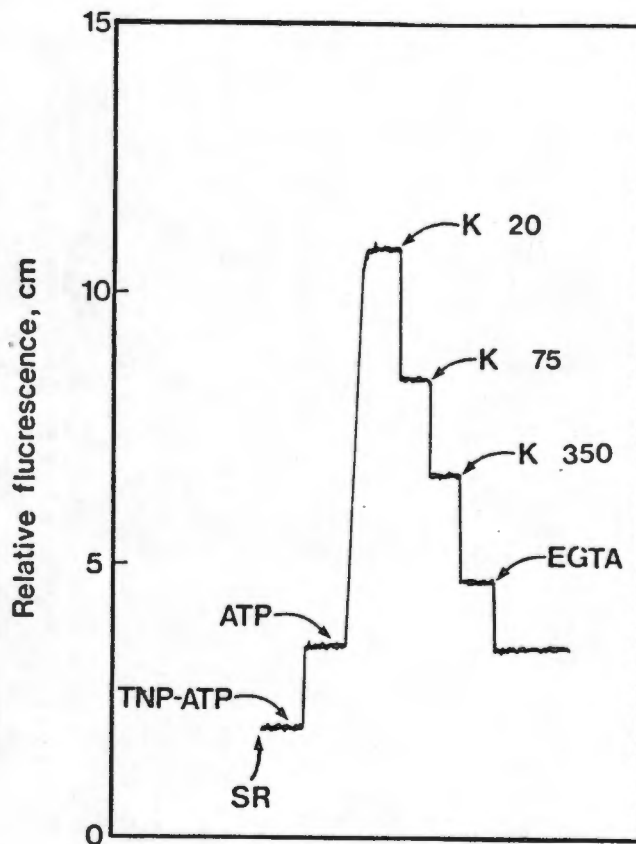 15
K 20
10
K 75
K 350
Relative flucrescence, cm
5
EGTA
ATP
TNP-ATP
SR
0